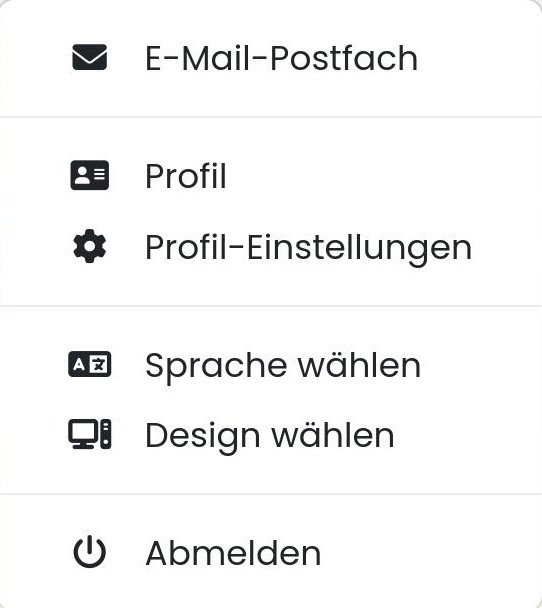 E-Mail-Postfach
Profil
Profil-Einstellungen
Sprache wählen
Design wählen
Abmelden